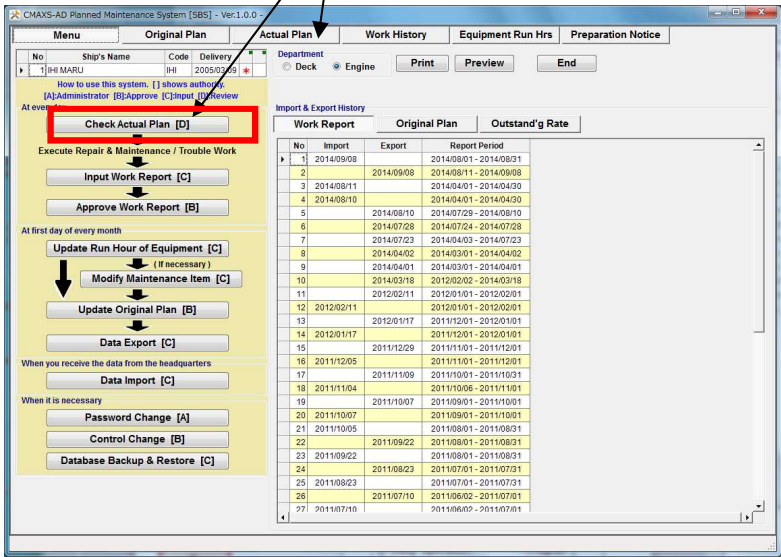 CMAXS-AD Planned Maintenance System [SBS] - Ver.1.0.0 -
Menu Original Plan Actual Plan Work History Equipment Run Hrs Preparation Notice
No Ship's Name Code Delivery
1 IHI MARU IHI 2005/03/09 *
How to use this system. [ ] shows authority.
[A]:Administrator [B]:Approve [C]:Input [D]:Review
At every day
Check Actual Plan [D]
Execute Repair & Maintenance / Trouble Work
Input Work Report [C]
Approve Work Report [B]
At first day of every month
Update Run Hour of Equipment [C]
( If necessary )
Modify Maintenance Item [C]
Update Original Plan [B]
Data Export [C]
When you receive the data from the headquarters
Data Import [C]
When it is necessary
Password Change [A]
Control Change [B]
Database Backup & Restore [C]
Department
Deck Engine Print Preview End
Import & Export History
Work Report Original Plan Outstand'g Rate
No Import Export Report Period
1 2014/09/08 2014/08/01 - 2014/08/31
2 2014/09/08 2014/08/11 - 2014/09/08
3 2014/08/11 2014/04/01 - 2014/04/30
4 2014/08/10 2014/04/01 - 2014/04/30
5 2014/08/10 2014/07/29 - 2014/08/10
6 2014/07/28 2014/07/24 - 2014/07/28
7 2014/07/23 2014/04/03 - 2014/07/23
8 2014/04/02 2014/03/01 - 2014/04/02
9 2014/04/01 2014/03/01 - 2014/04/01
10 2014/03/18 2012/02/02 - 2014/03/18
11 2012/02/11 2012/01/01 - 2012/02/01
12 2012/02/11 2012/01/01 - 2012/02/01
13 2012/01/17 2011/12/01 - 2012/01/01
14 2012/01/17 2011/12/01 - 2012/01/01
15 2011/12/29 2011/11/01 - 2011/12/01
16 2011/12/05 2011/11/01 - 2011/12/01
17 2011/11/09 2011/10/01 - 2011/10/31
18 2011/11/04 2011/10/06 - 2011/11/01
19 2011/10/07 2011/09/01 - 2011/10/01
20 2011/10/07 2011/09/01 - 2011/10/01
21 2011/10/05 2011/08/01 - 2011/08/31
22 2011/09/22 2011/08/01 - 2011/08/31
23 2011/09/22 2011/08/01 - 2011/08/31
24 2011/08/23 2011/07/01 - 2011/07/31
25 2011/08/23 2011/07/01 - 2011/07/31
26 2011/07/10 2011/06/02 - 2011/07/01
27 2011/07/10 2011/06/02 - 2011/07/01